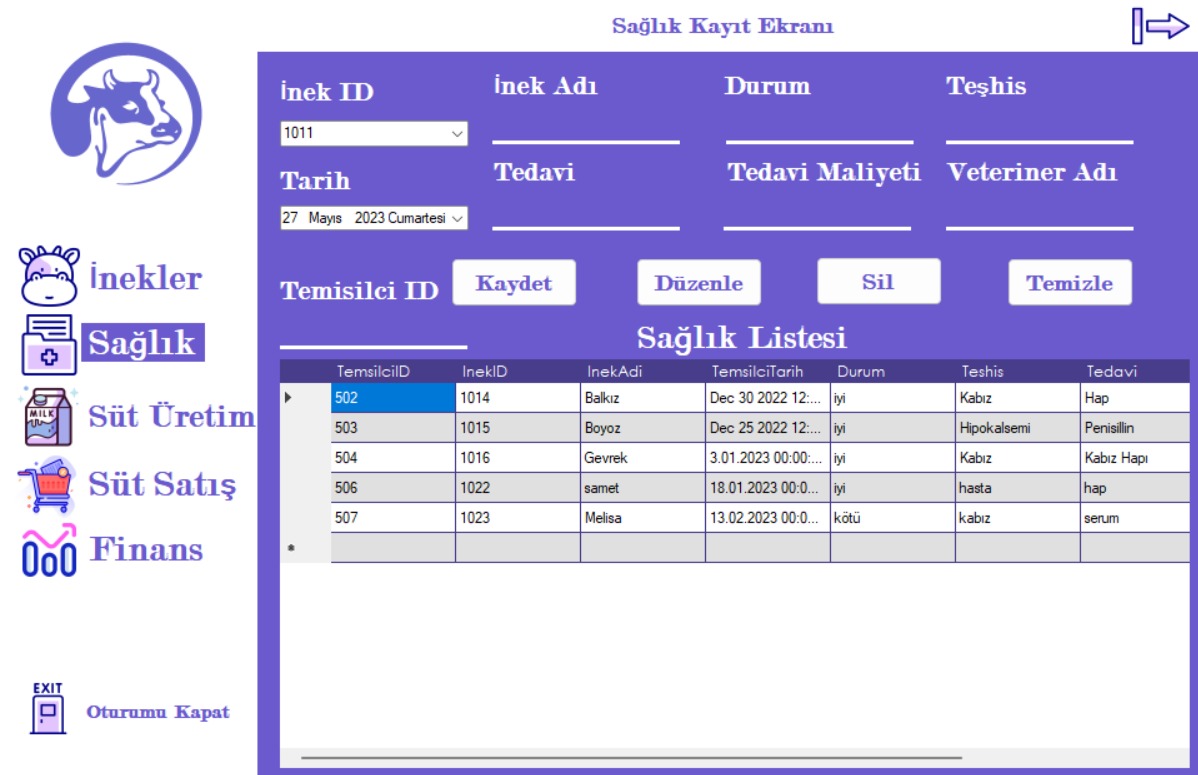 Sağlık Kayıt Ekranı
İnek ID
İnek Adı
Durum
Teşhis
1011
Tarih
Tedavi
Tedavi Maliyeti
Veteriner Adı
27 Mayıs 2023 Cumartesi
Temisilci ID
Kaydet
Düzenle
Sil
Temizle
İnekler
Sağlık
MILK
Süt Üretim
Süt Satış
Finans
EXIT
Oturumu Kapat
Sağlık Listesi
TemsilciID InekID InekAdi TemsilciTarih Durum Teshis Tedavi
502 1014 Balkız Dec 30 2022 12:... iyi Kabız Hap
503 1015 Boyoz Dec 25 2022 12:... iyi Hipokalsemi Penisillin
504 1016 Gevrek 3.01.2023 00:00:... iyi Kabız Kabız Hapı
506 1022 samet 18.01.2023 00:0... iyi hasta hap
507 1023 Melisa 13.02.2023 00:0... kötü kabız serum